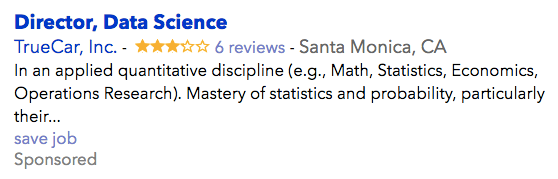 Director, Data Science
TrueCar, Inc. - 6 reviews - Santa Monica, CA
In an applied quantitative discipline (e.g., Math, Statistics, Economics,
Operations Research). Mastery of statistics and probability, particularly
their...
save job
Sponsored